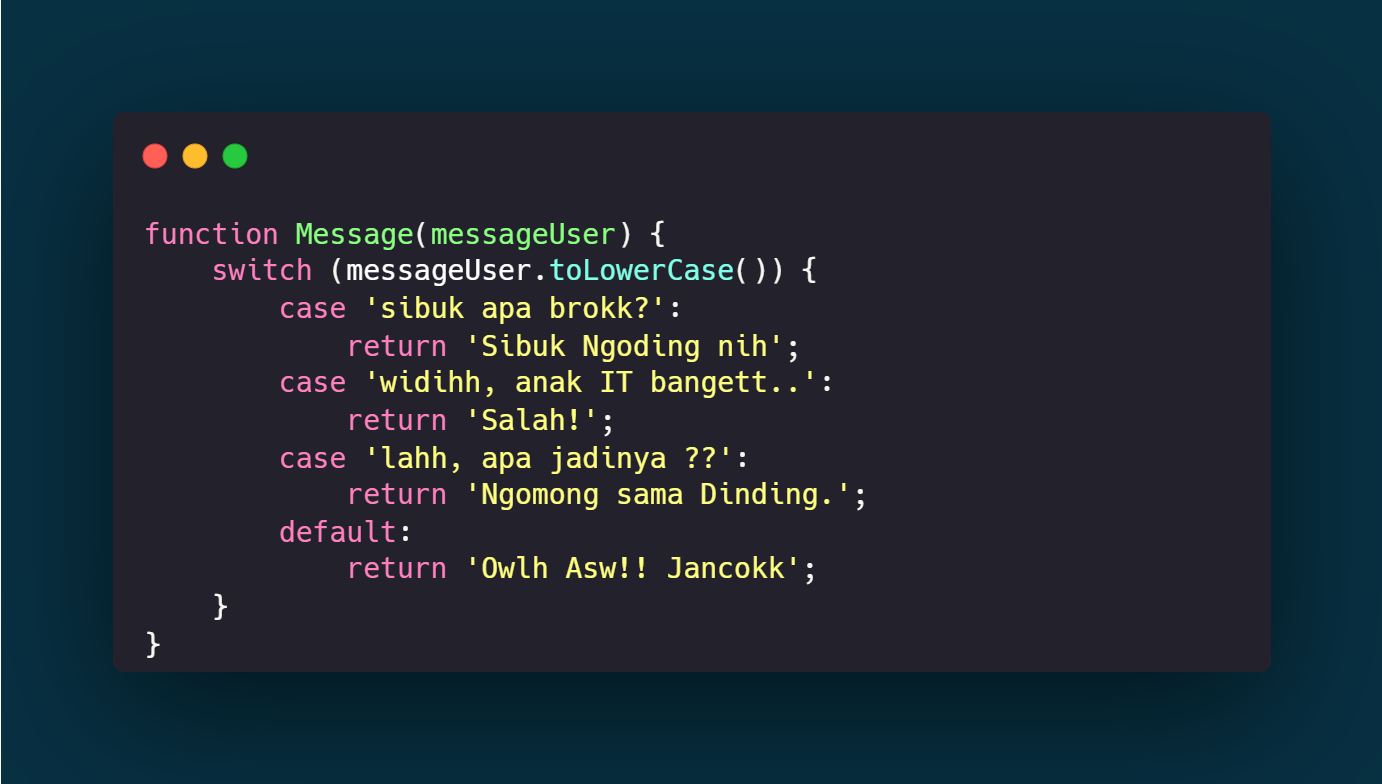 function Message(messageUser) {
    switch (messageUser.toLowerCase()) {
        case 'sibuk apa brokk?':
            return 'Sibuk Ngoding nih';
        case 'widihh, anak IT bangett..':
            return 'Salah!';
        case 'lahh, apa jadinya ??':
            return 'Ngomong sama Dinding.';
        default:
            return 'Owlh Asw!! Jancokk';
    }
}